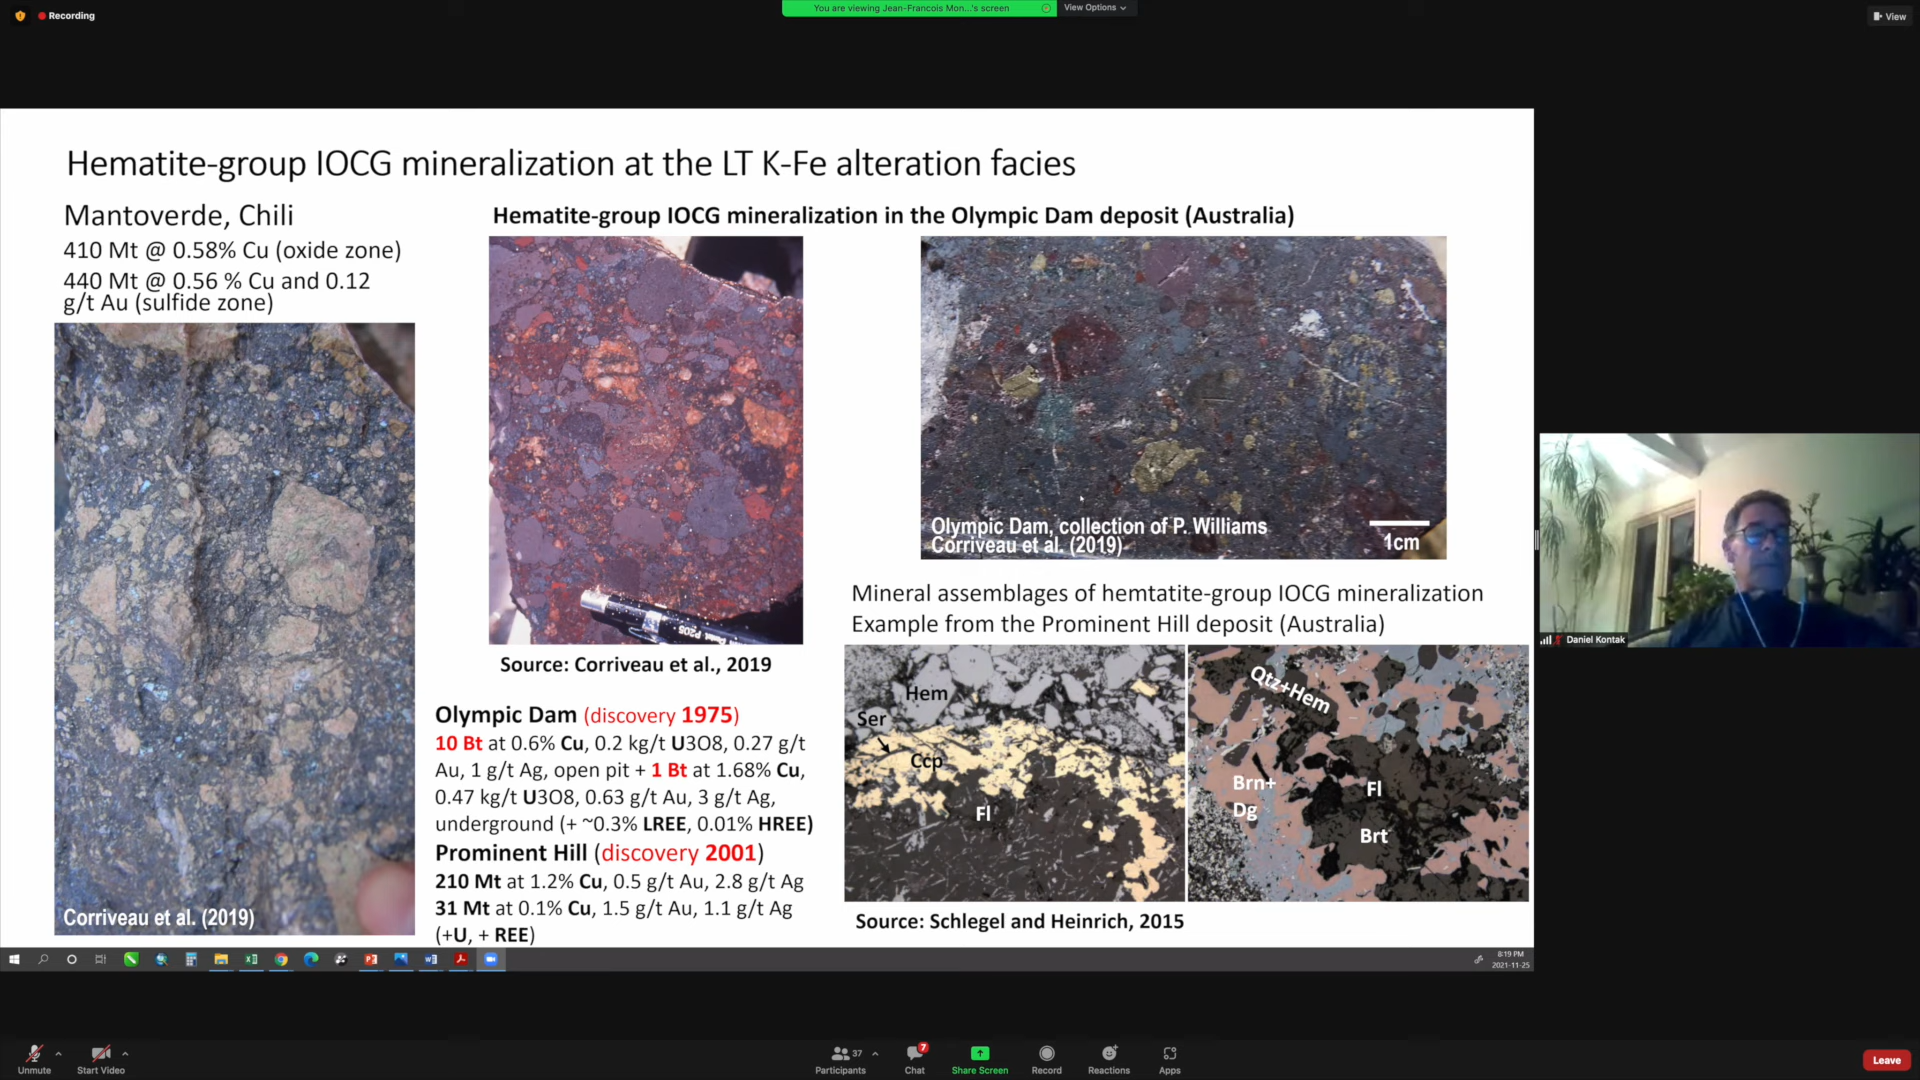 Recording
You are viewing Jean-Francois Mon...'s screen
View Options
View
Hematite-group IOCG mineralization at the LT K-Fe alteration facies
Mantoverde, Chili
410 Mt @ 0.58% Cu (oxide zone)
440 Mt @ 0.56 % Cu and 0.12
g/t Au (sulfide zone)
Corriveau et al. (2019)
Hematite-group IOCG mineralization in the Olympic Dam deposit (Australia)
P205
Source: Corriveau et al., 2019
Olympic Dam, collection of P. Williams
Corriveau et al. (2019)
1cm
Olympic Dam (discovery 1975)
10 Bt at 0.6% Cu, 0.2 kg/t U3O8, 0.27 g/t
Au, 1 g/t Ag, open pit + 1 Bt at 1.68% Cu,
0.47 kg/t U3O8, 0.63 g/t Au, 3 g/t Ag,
underground (+ ~0.3% LREE, 0.01% HREE)
Prominent Hill (discovery 2001)
210 Mt at 1.2% Cu, 0.5 g/t Au, 2.8 g/t Ag
31 Mt at 0.1% Cu, 1.5 g/t Au, 1.1 g/t Ag
(+U, + REE)
Mineral assemblages of hemtatite-group IOCG mineralization
Example from the Prominent Hill deposit (Australia)
Hem
Ser
Ccp
Fl
Qtz+Hem
Brn+
Dg
Fl
Brt
Source: Schlegel and Heinrich, 2015
Daniel Kontak
8:19 PM
2021-11-25
Unmute
Start Video
37
Participants
7
Chat
Share Screen
Record
Reactions
Apps
Leave